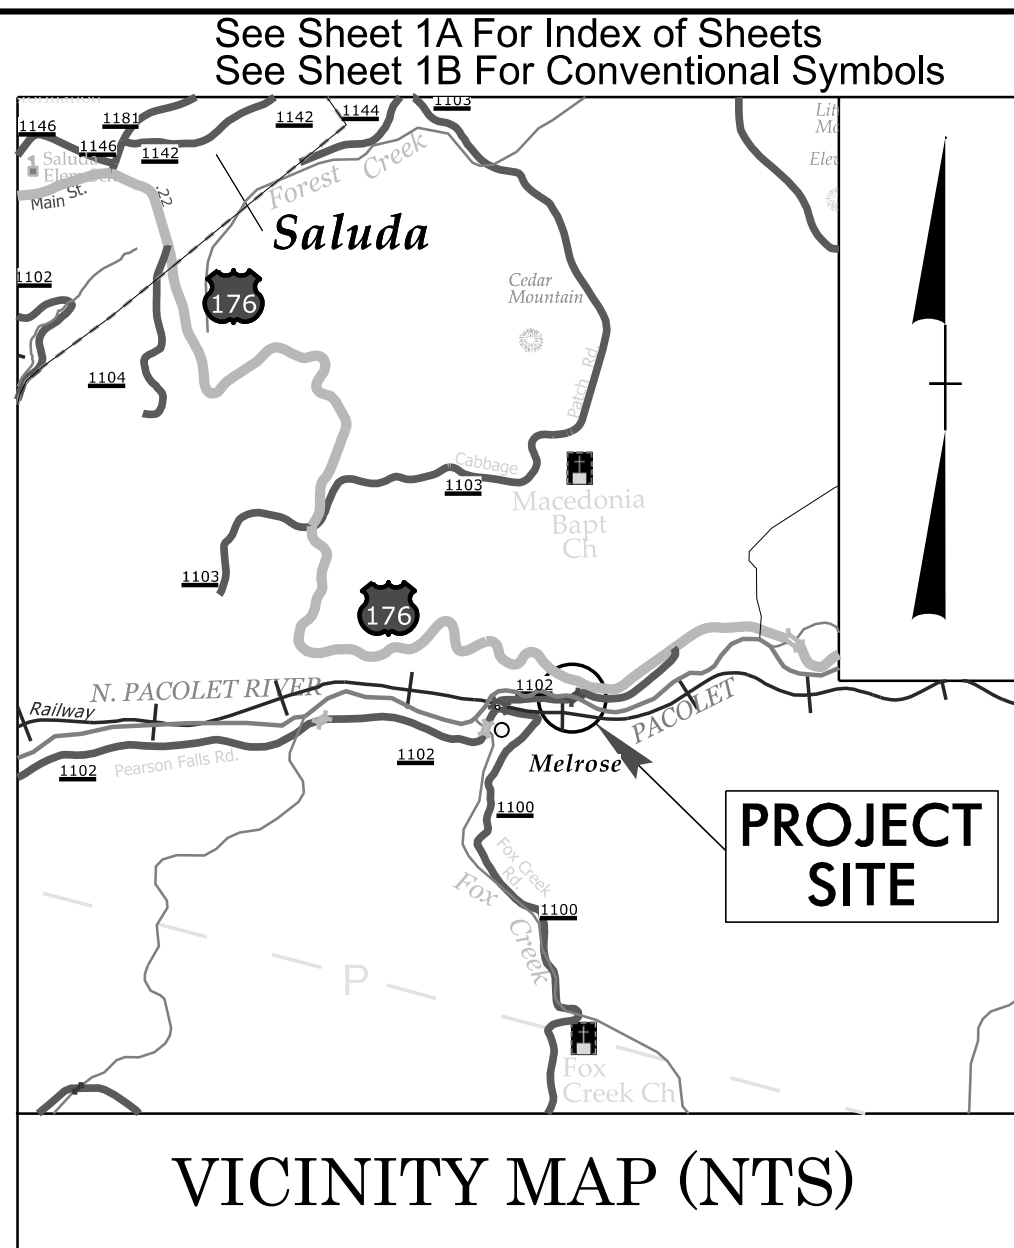 See Sheet 1A For Index of Sheets
See Sheet 1B For Conventional Symbols
1146
1181
1142
1144
1103
1146
1142
Saluda
Main St.
.22
Forest Creek
Saluda
1102
176
Cedar
Mountain
1104
Patch Rd.
Cabbage
1103
Macedonia
Bapt
Ch
1103
176
N. PACOLET RIVER
1102
PACOLET
Railway
1102
Pearson Falls Rd.
1102
Melrose
PROJECT
SITE
1100
Fox Creek
Rd.
Fox Creek
1100
P
Fox
Creek Ch
VICINITY MAP (NTS)